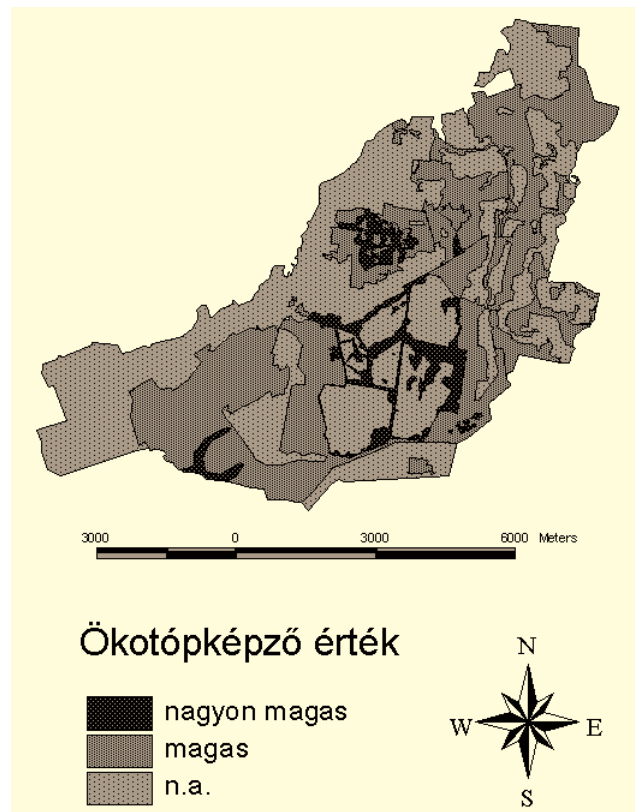 3000 0 3000 6000 Meters
Ökotópképző érték
N
nagyon magas
W E
magas
n.a.
S